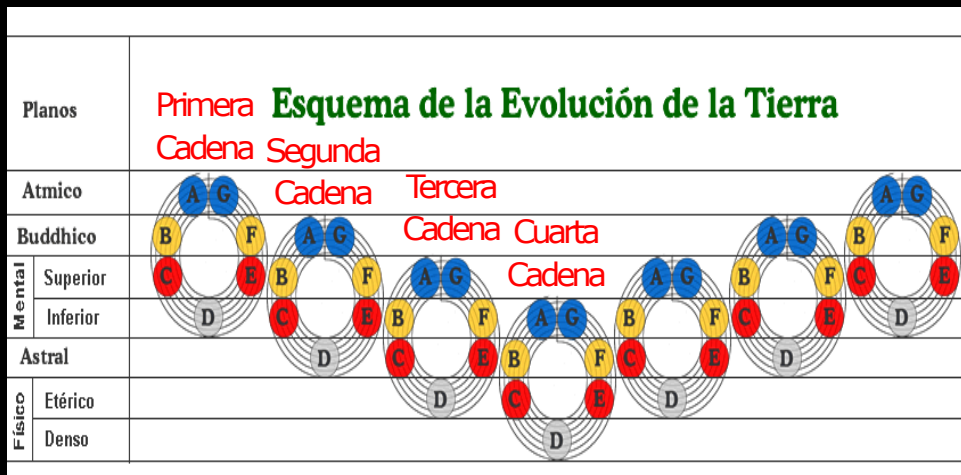 Esquema de la Evolución de la Tierra
Planos
Primera
Cadena
Segunda
Cadena
Tercera
Cadena
Cuarta
Cadena
Atmico A G A G
Buddhico B F A G A G B F
Mental
Superior C E B F A G A G B F C E
Inferior D C E B F A G B F C E D
Astral D C E B F C E D
Físico
Etérico D C E D
Denso D